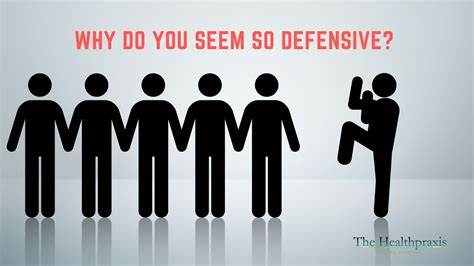 WHY DO YOU SEEM SO DEFENSIVE?
The Healthpraxis